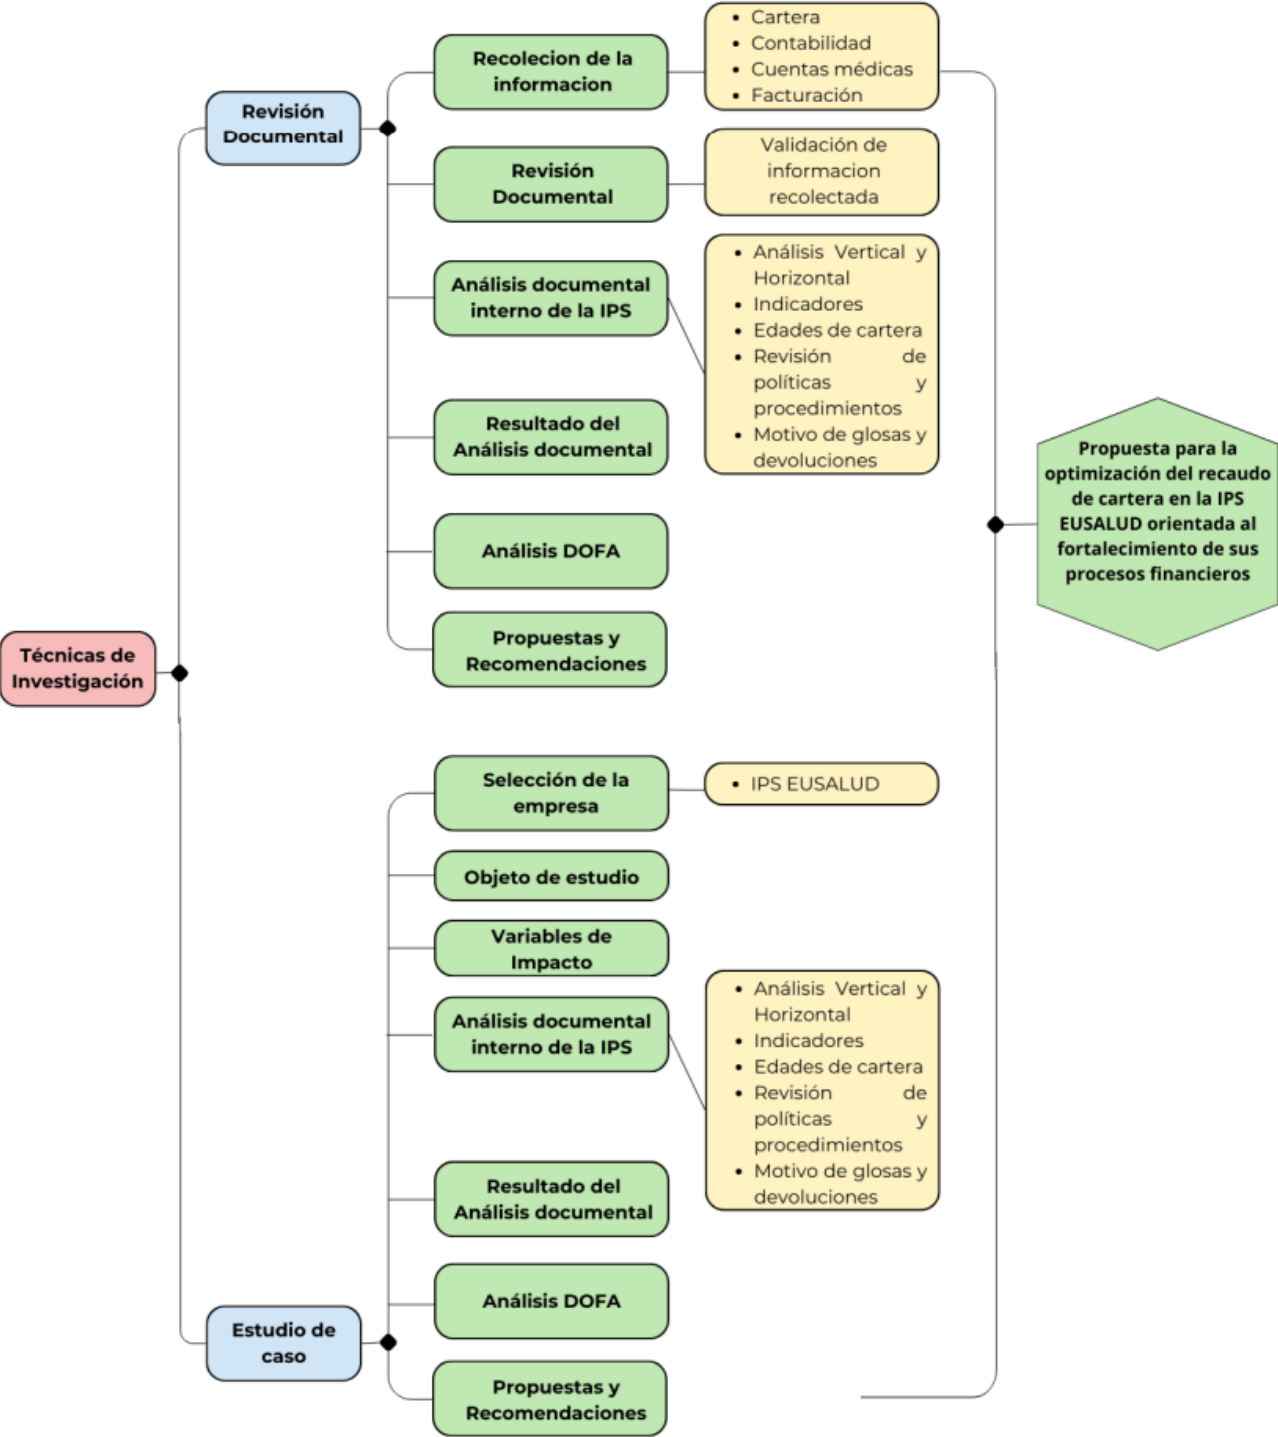 Técnicas de
Investigación
Revisión
Documental
Recolecion de la
informacion
• Cartera
• Contabilidad
• Cuentas médicas
• Facturación
Revisión
Documental
Validación de
informacion
recolectada
Análisis documental
interno de la IPS
• Análisis Vertical y
Horizontal
• Indicadores
• Edades de cartera
• Revisión de
políticas y
procedimientos
• Motivo de glosas y
devoluciones
Resultado del
Análisis documental
Análisis DOFA
Propuestas y
Recomendaciones
Estudio de
caso
Selección de la
empresa
• IPS EUSALUD
Objeto de estudio
Variables de
Impacto
Análisis documental
interno de la IPS
• Análisis Vertical y
Horizontal
• Indicadores
• Edades de cartera
• Revisión de
políticas y
procedimientos
• Motivo de glosas y
devoluciones
Resultado del
Análisis documental
Análisis DOFA
Propuestas y
Recomendaciones
Propuesta para la
optimización del recaudo
de cartera en la IPS
EUSALUD orientada al
fortalecimiento de sus
procesos financieros